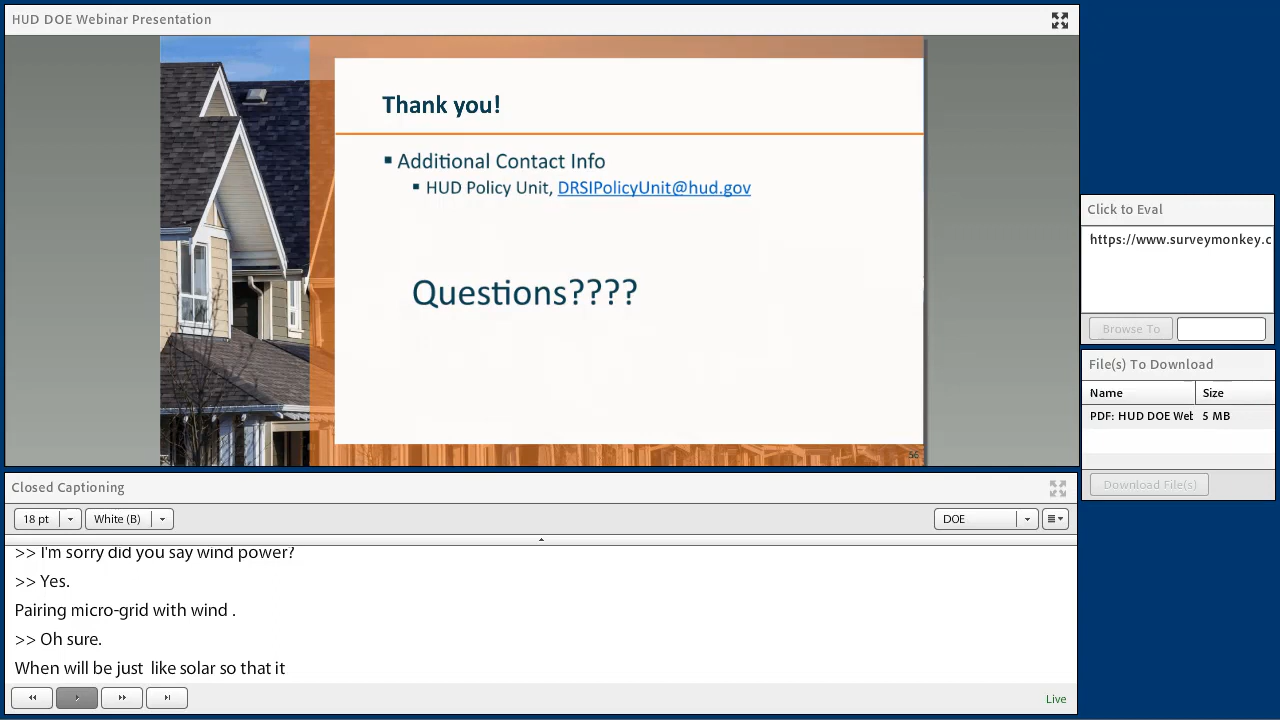 HUD DOE Webinar Presentation
Thank you!
Additional Contact Info
HUD Policy Unit, DRSIPolicyUnit@hud.gov
Questions????
56
Click to Eval
https://www.surveymonkey.c
Browse To
File(s) To Download
Name Size
PDF: HUD DOE Wet 5 MB
Download File(s)
Closed Captioning
18 pt White (B) DOE
>> I'm sorry did you say wind power?
>> Yes.
Pairing micro-grid with wind .
>> Oh sure.
When will be just like solar so that it
Live